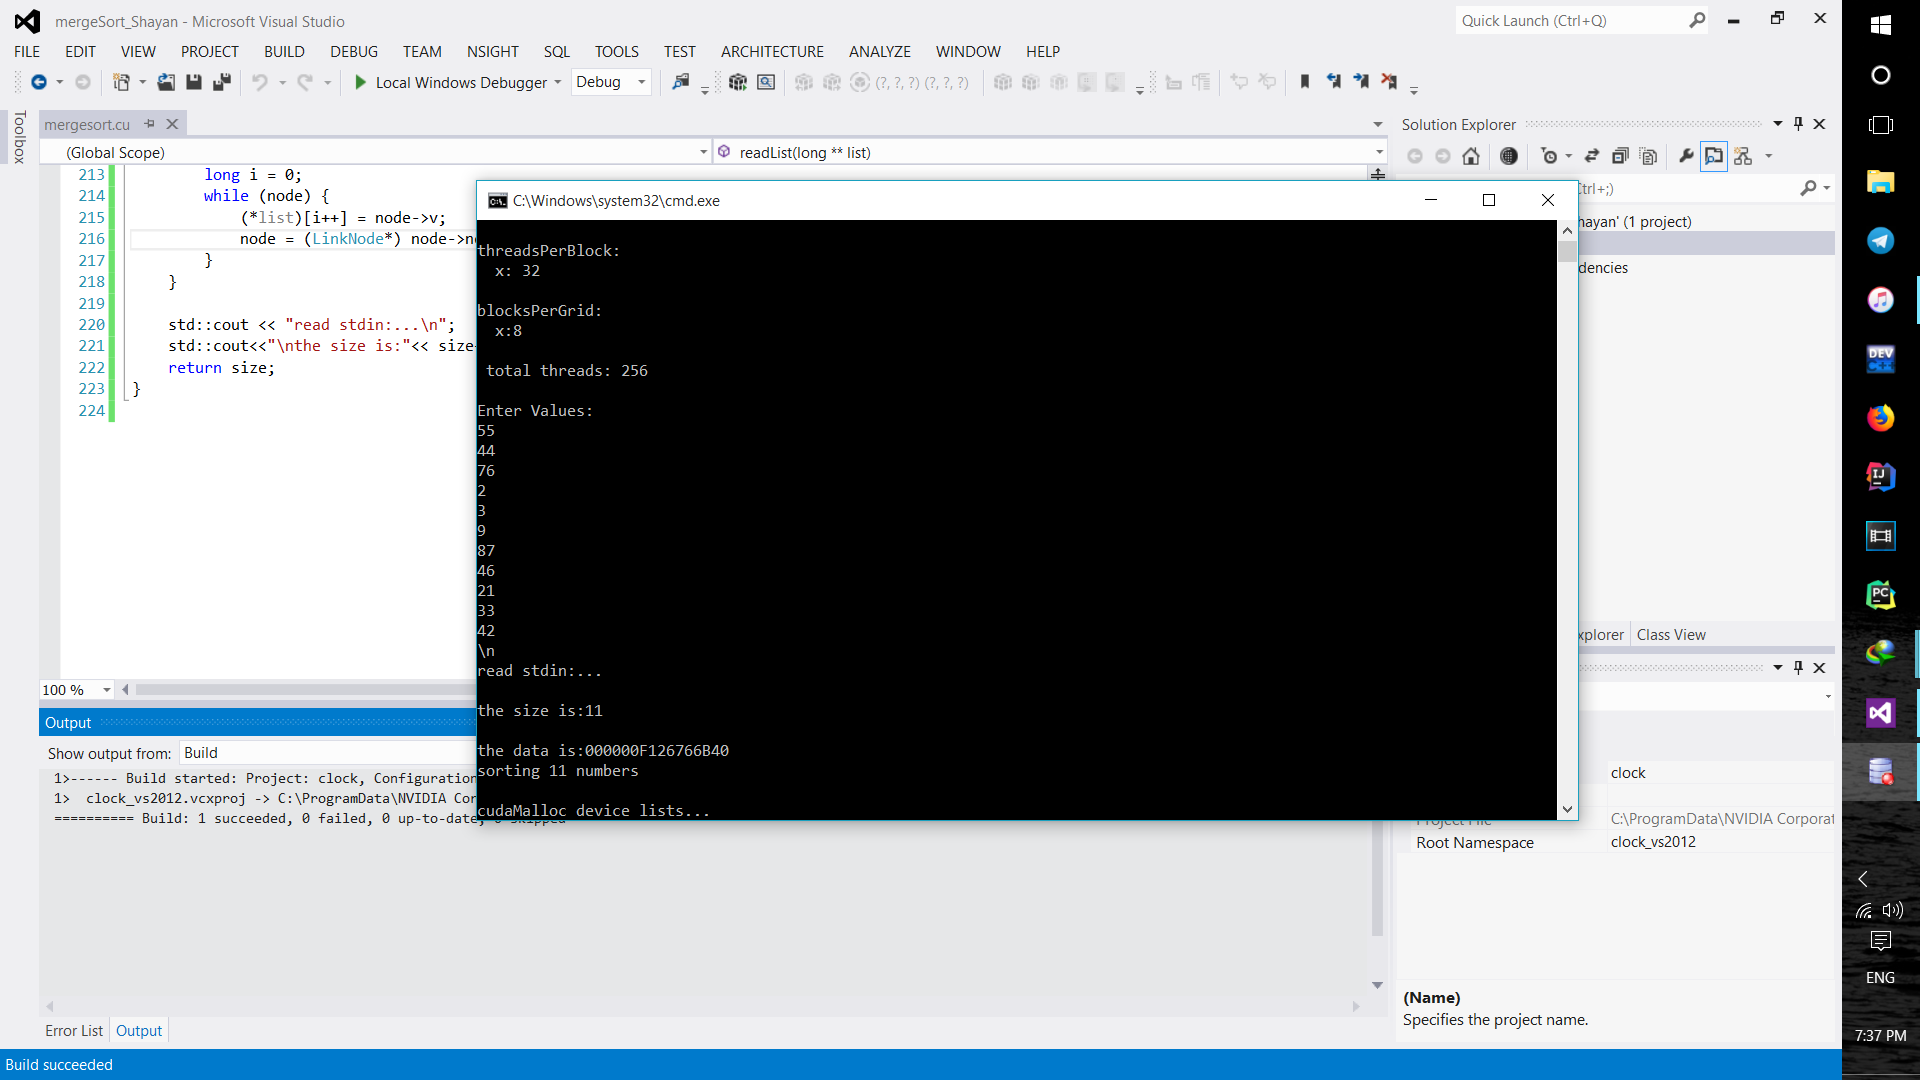 mergeSort_Shayan - Microsoft Visual Studio
Quick Launch (Ctrl+Q)
FILE EDIT VIEW PROJECT BUILD DEBUG TEAM NSIGHT SQL TOOLS TEST ARCHITECTURE ANALYZE WINDOW HELP
Local Windows Debugger Debug (?, ?, ?) (?, ?, ?)
Toolbox
mergesort.cu
(Global Scope) readList(long ** list)
213 long i = 0;
214 while (node) {
215 (*list)[i++] = node->v;
216 node = (LinkNode*) node->n
217 }
218 }
219
220 std::cout << "read stdin:...\n";
221 std::cout<<"\nthe size is:"<< size
222 return size;
223 }
224
100 %
C:\Windows\system32\cmd.exe
threadsPerBlock:
x: 32
blocksPerGrid:
x:8
total threads: 256
Enter Values:
55
44
76
2
3
9
87
46
21
33
42
\n
read stdin:...
the size is:11
the data is:000000F126766B40
sorting 11 numbers
cudaMalloc device lists...
Solution Explorer
trl+;)
hayan' (1 project)
dencies
xplorer Class View
clock
Project File C:\ProgramData\NVIDIA Corporat
Root Namespace clock_vs2012
(Name)
Specifies the project name.
Output
Show output from: Build
1>------ Build started: Project: clock, Configuration
1> clock_vs2012.vcxproj -> C:\ProgramData\NVIDIA Cor
========== Build: 1 succeeded, 0 failed, 0 up-to-date, 0 skipped
Error List Output
Build succeeded
DEV
IJ
PC
ENG
7:37 PM